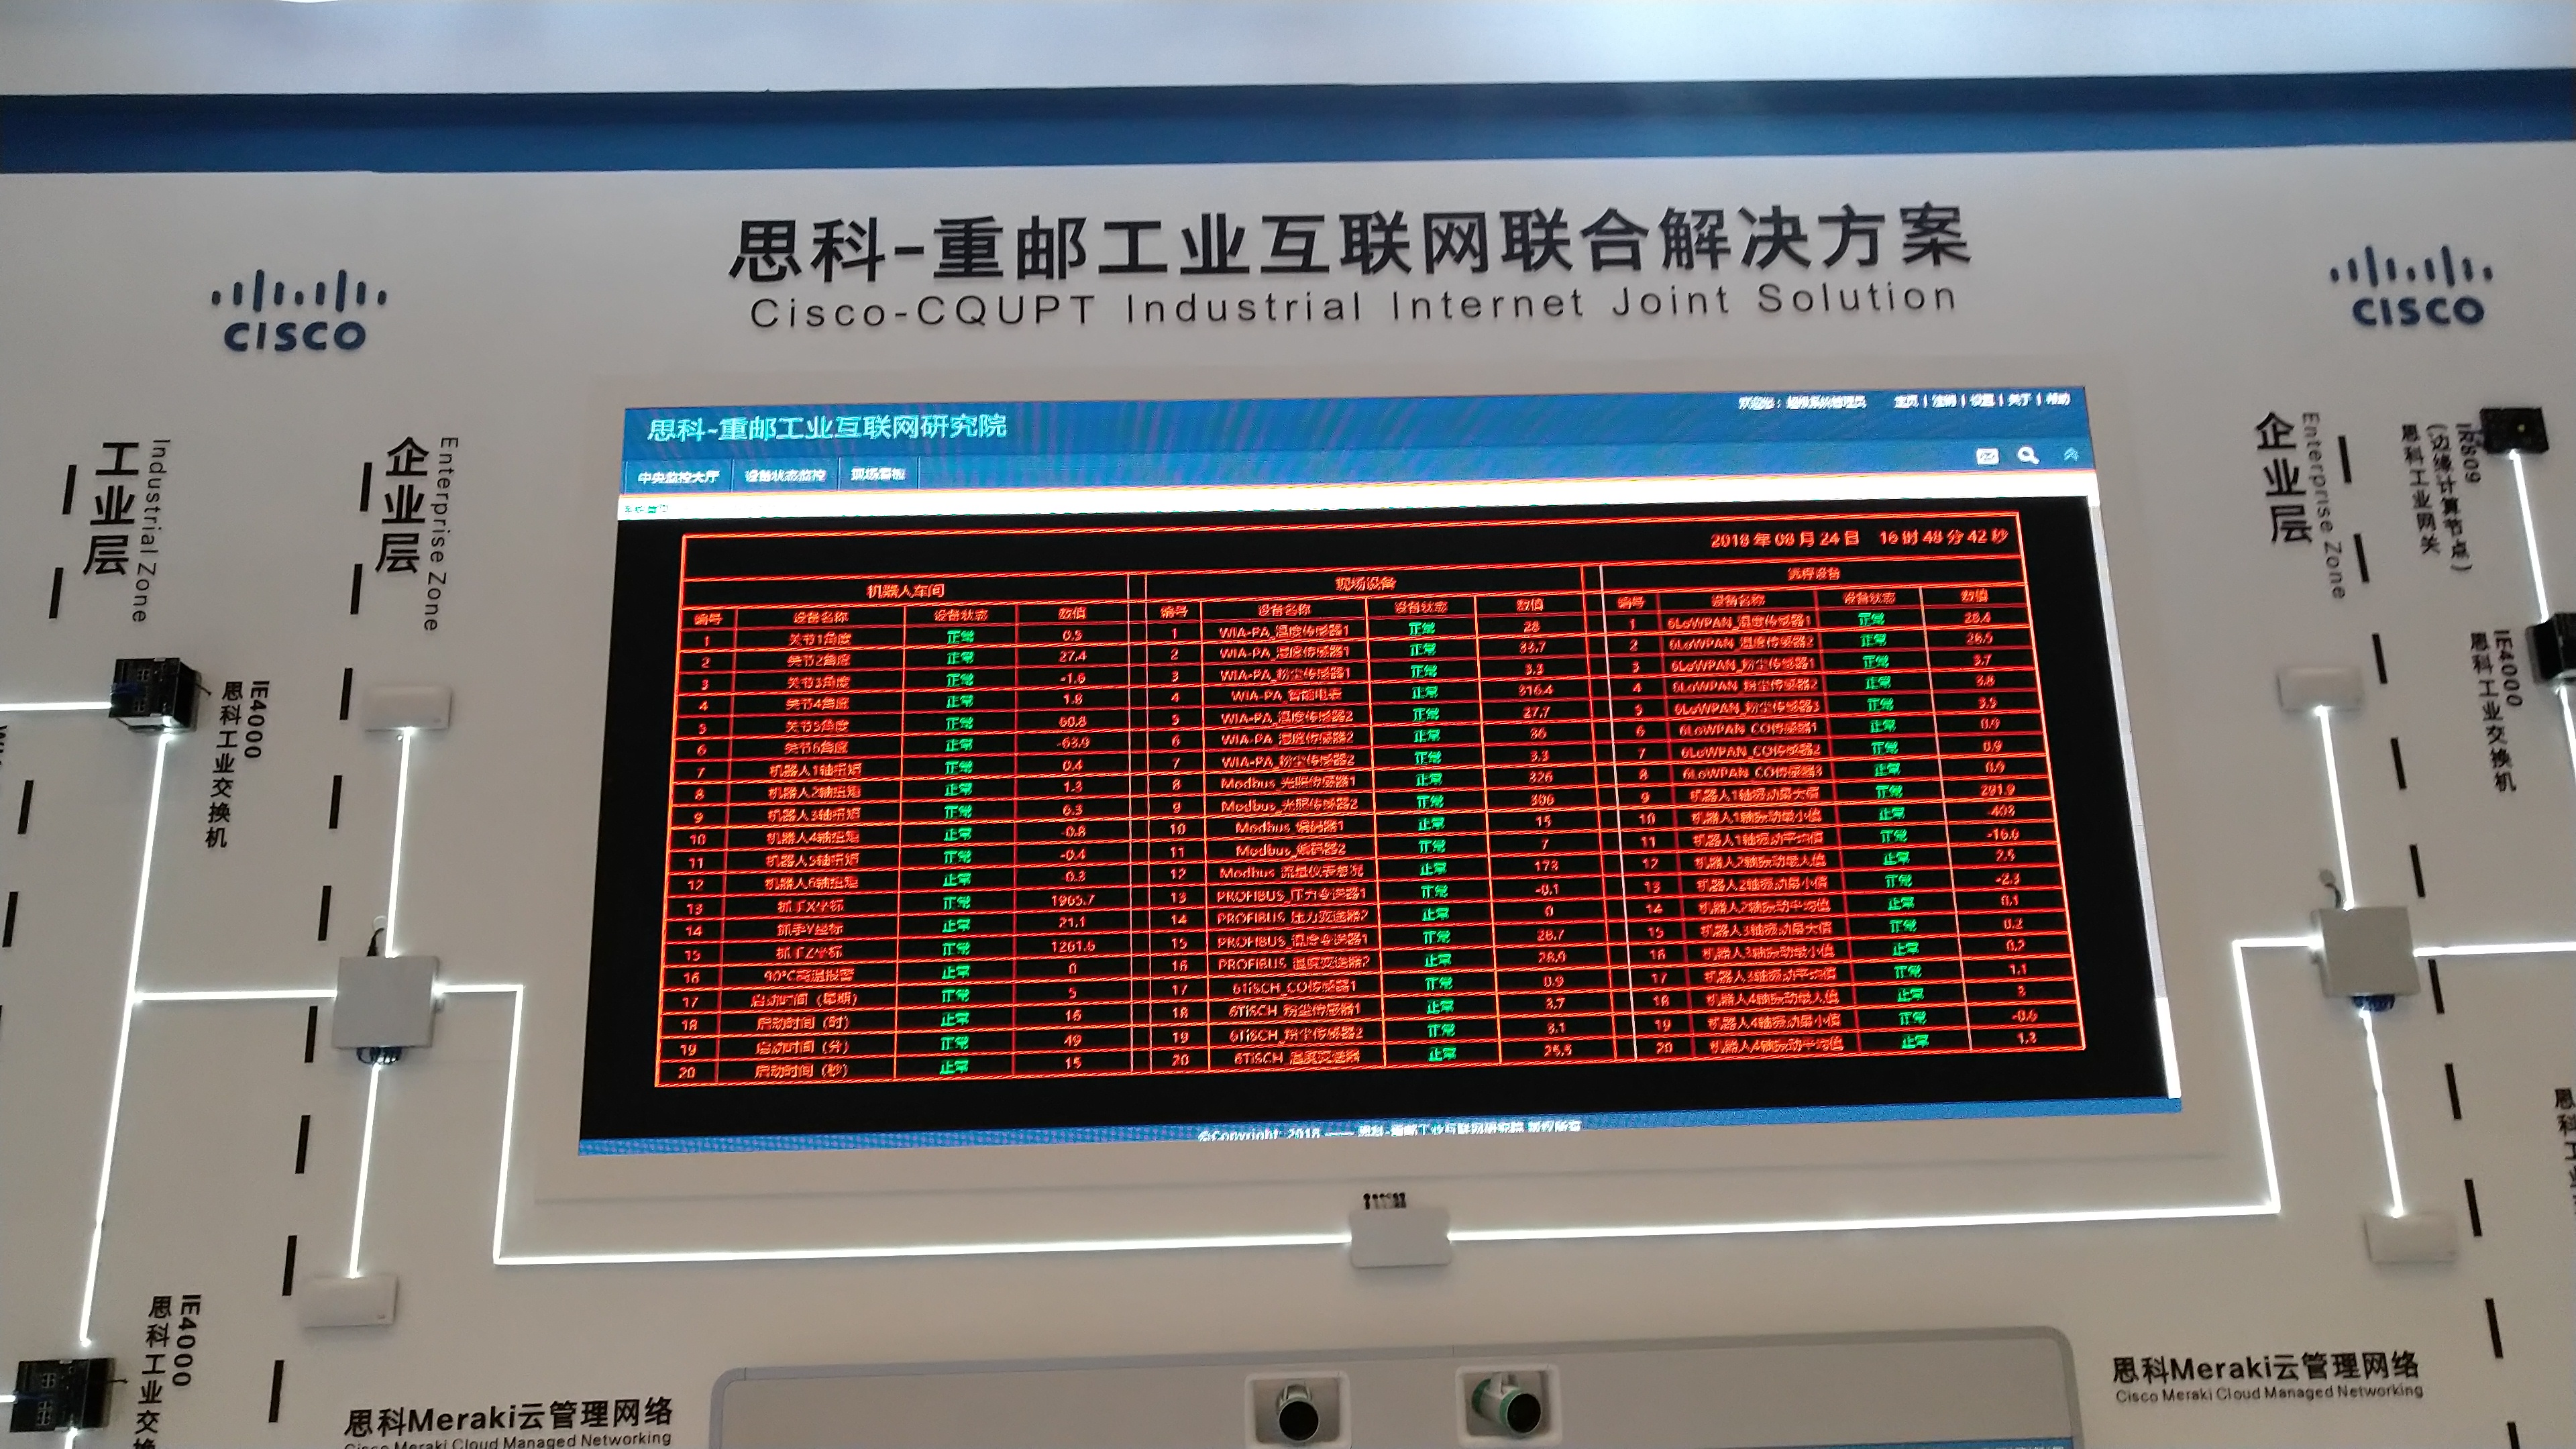 思科-重邮工业互联网联合解决方案
Cisco-CQUPT Industrial Internet Joint Solution
CISCO
CISCO
工业层
Industrial Zone
企业层
Enterprise Zone
企业层
Enterprise Zone
IR809
(边缘计算节点)
思科工业网关
IE4000
思科工业交换机
IE4000
思科工业交换机
思科-重邮工业互联网研究院
欢迎您：超级系统管理员 主页 | 注销 | 设置 | 关于 | 帮助
中央监控大厅 设备状态监控 现场看板
2018 年 08 月 24 日 16 时 48 分 42 秒
机器人车间 现场设备 远程设备
编号 设备名称 设备状态 数值 编号 设备名称 设备状态 数值 编号 设备名称 设备状态 数值
1 关节1角度 正常 0.5 1 WIA-PA_温度传感器1 正常 28 1 6LoWPAN_温度传感器1 正常 28.4
2 关节2角度 正常 27.4 2 WIA-PA_湿度传感器1 正常 33.7 2 6LoWPAN_温度传感器2 正常 28.5
3 关节3角度 正常 -1.6 3 WIA-PA_粉尘传感器1 正常 3.3 3 6LoWPAN_粉尘传感器1 正常 3.7
4 关节4角度 正常 1.8 4 WIA-PA_智能电表 正常 316.4 4 6LoWPAN_粉尘传感器2 正常 3.8
5 关节5角度 正常 60.8 5 WIA-PA_温度传感器2 正常 27.7 5 6LoWPAN_粉尘传感器3 正常 3.5
6 关节6角度 正常 -63.9 6 WIA-PA_湿度传感器2 正常 36 6 6LoWPAN_CO传感器1 正常 0.9
7 机器人1轴扭矩 正常 0.4 7 WIA-PA_粉尘传感器2 正常 3.3 7 6LoWPAN_CO传感器2 正常 0.9
8 机器人2轴扭矩 正常 1.3 8 Modbus_光照传感器1 正常 326 8 6LoWPAN_CO传感器3 正常 0.9
9 机器人3轴扭矩 正常 6.3 9 Modbus_光照传感器2 正常 306 9 机器人1轴振动最大值 正常 291.9
10 机器人4轴扭矩 正常 -0.8 10 Modbus_编码器1 正常 15 10 机器人1轴振动最小值 正常 -403
11 机器人5轴扭矩 正常 -0.4 11 Modbus_编码器2 正常 7 11 机器人1轴振动平均值 正常 -16.0
12 机器人6轴扭矩 正常 -0.3 12 Modbus 流量仪表 正常 173 12 机器人2轴振动最大值 正常 2.5
13 抓手X坐标 正常 1965.7 13 PROFIBUS_压力变送器1 正常 -0.1 13 机器人2轴振动最小值 正常 -2.3
14 抓手Y坐标 正常 21.1 14 PROFIBUS_压力变送器2 正常 0 14 机器人2轴振动平均值 正常 0.1
15 抓手Z坐标 正常 1261.6 15 PROFIBUS_温度变送器1 正常 28.7 15 机器人3轴振动最大值 正常 0.2
16 90°C高温报警 正常 0 16 PROFIBUS_温度变送器2 正常 28.9 16 机器人3轴振动最小值 正常 0.2
17 启动时间（星期） 正常 5 17 6TiSCH_CO传感器1 正常 0.9 17 机器人3轴振动平均值 正常 1.1
18 启动时间（时） 正常 16 18 6TiSCH_粉尘传感器1 正常 3.7 18 机器人4轴振动最大值 正常 3
19 启动时间（分） 正常 49 19 6TiSCH_粉尘传感器2 正常 3.1 19 机器人4轴振动最小值 正常 -0.6
20 启动时间（秒） 正常 15 20 6TiSCH_温度变送器 正常 25.5 20 机器人4轴振动平均值 正常 1.3
©Copyright 2018 —— 思科-重邮工业互联网研究院 版权所有
IE4000
思科工业交换
思科Meraki云管理网络
Cisco Meraki Cloud Managed Networking
思科Meraki云管理网络
Cisco Meraki Cloud Managed Networking